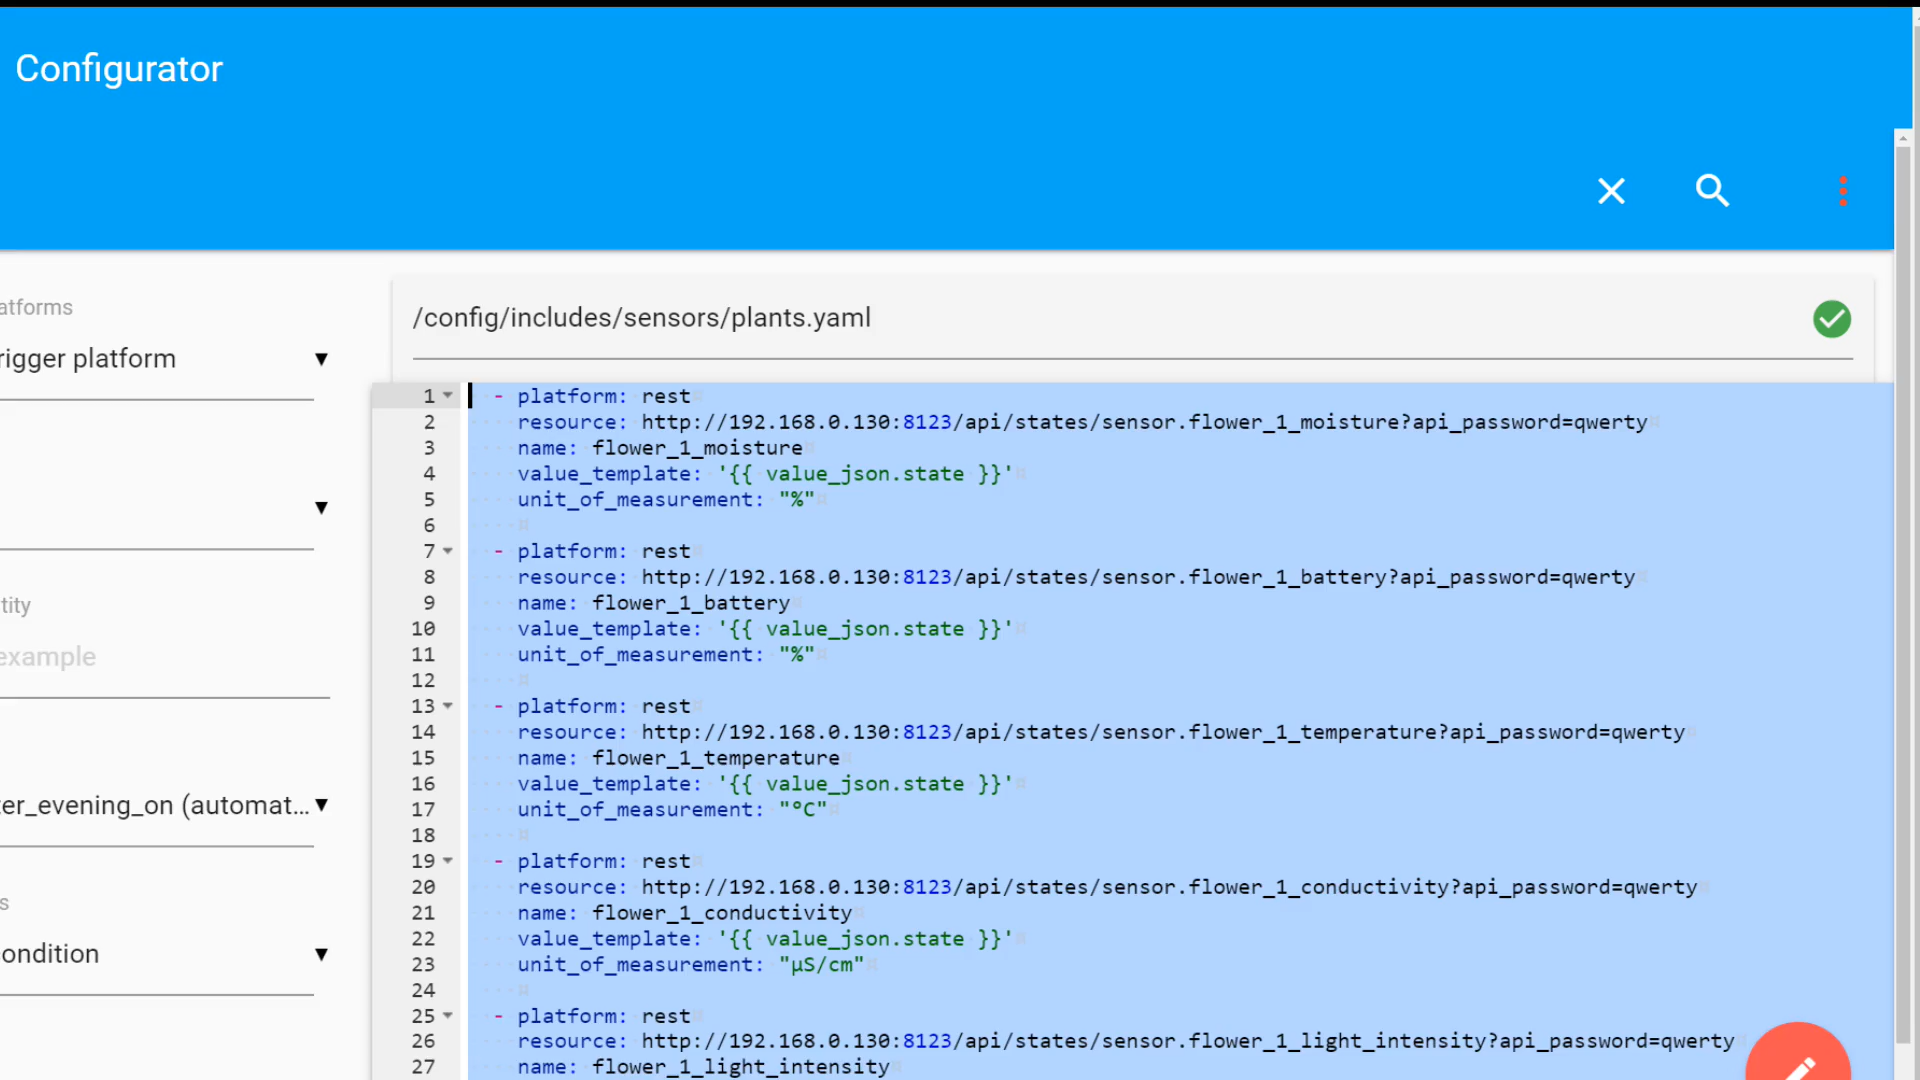 Configurator
atforms
rigger platform
tity
example
ter_evening_on (automat...
s
ondition
/config/includes/sensors/plants.yaml
1 - platform: rest
2 resource: http://192.168.0.130:8123/api/states/sensor.flower_1_moisture?api_password=qwerty
3 name: flower_1_moisture
4 value_template: '{{ value_json.state }}'
5 unit_of_measurement: "%"
6
7 - platform: rest
8 resource: http://192.168.0.130:8123/api/states/sensor.flower_1_battery?api_password=qwerty
9 name: flower_1_battery
10 value_template: '{{ value_json.state }}'
11 unit_of_measurement: "%"
12
13 - platform: rest
14 resource: http://192.168.0.130:8123/api/states/sensor.flower_1_temperature?api_password=qwerty
15 name: flower_1_temperature
16 value_template: '{{ value_json.state }}'
17 unit_of_measurement: "°C"
18
19 - platform: rest
20 resource: http://192.168.0.130:8123/api/states/sensor.flower_1_conductivity?api_password=qwerty
21 name: flower_1_conductivity
22 value_template: '{{ value_json.state }}'
23 unit_of_measurement: "µS/cm"
24
25 - platform: rest
26 resource: http://192.168.0.130:8123/api/states/sensor.flower_1_light_intensity?api_password=qwerty
27 name: flower_1_light_intensity